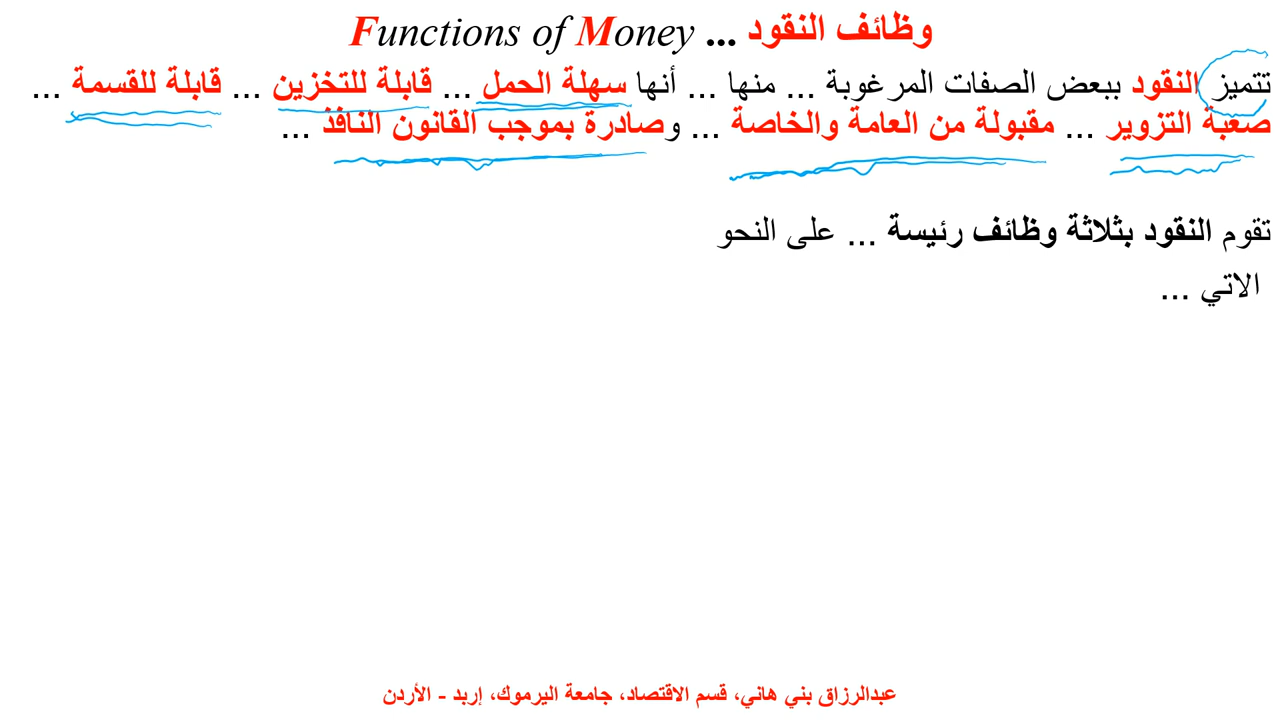 وظائف النقود ... Functions of Money
تتميز النقود ببعض الصفات المرغوبة ... منها ... أنها سهلة الحمل ... قابلة للتخزين ... قابلة للقسمة ...
صعبة التزوير ... مقبولة من العامة والخاصة ... وصادرة بموجب القانون النافذ ...
تقوم النقود بثلاثة وظائف رئيسة ... على النحو
الاتي ...
عبدالرزاق بني هاني، قسم الاقتصاد، جامعة اليرموك، إربد - الأردن